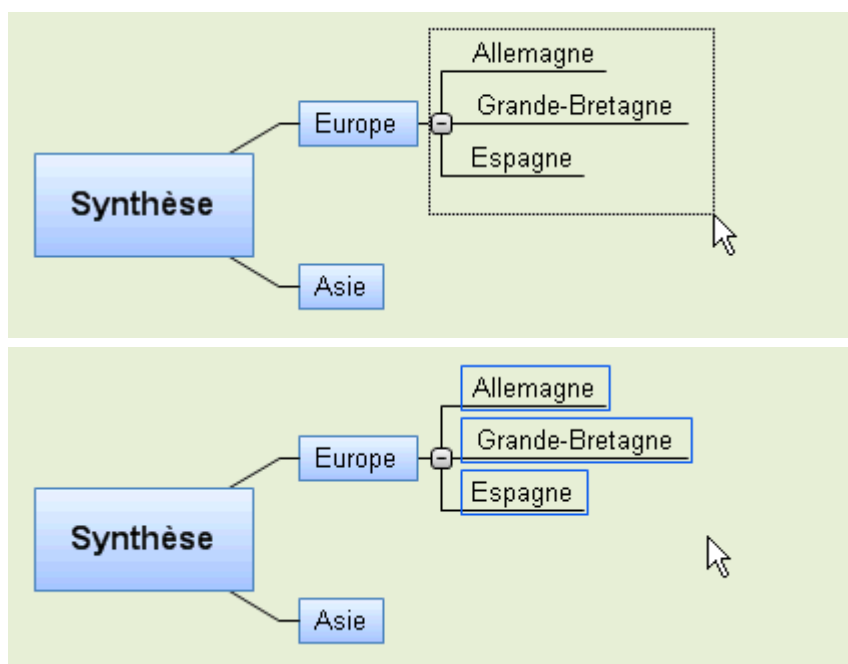 Allemagne
Grande-Bretagne
Europe
Espagne
Synthèse
Asie
Allemagne
Grande-Bretagne
Europe
Espagne
Synthèse
Asie